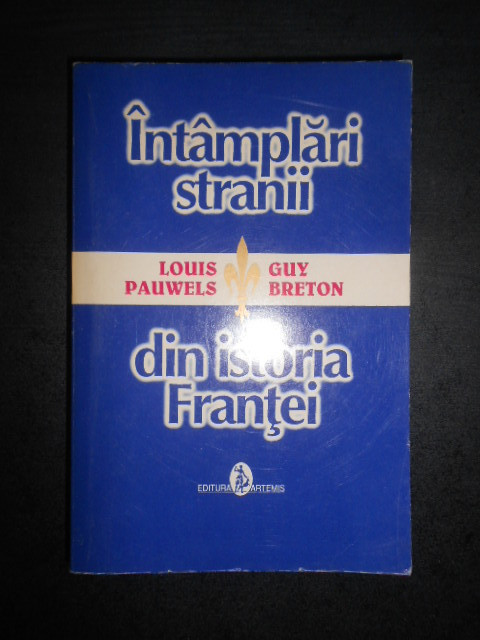 Întâmplări
stranii
LOUIS
PAUWELS
GUY
BRETON
din istoria
Franţei
EDITURA ARTEMIS